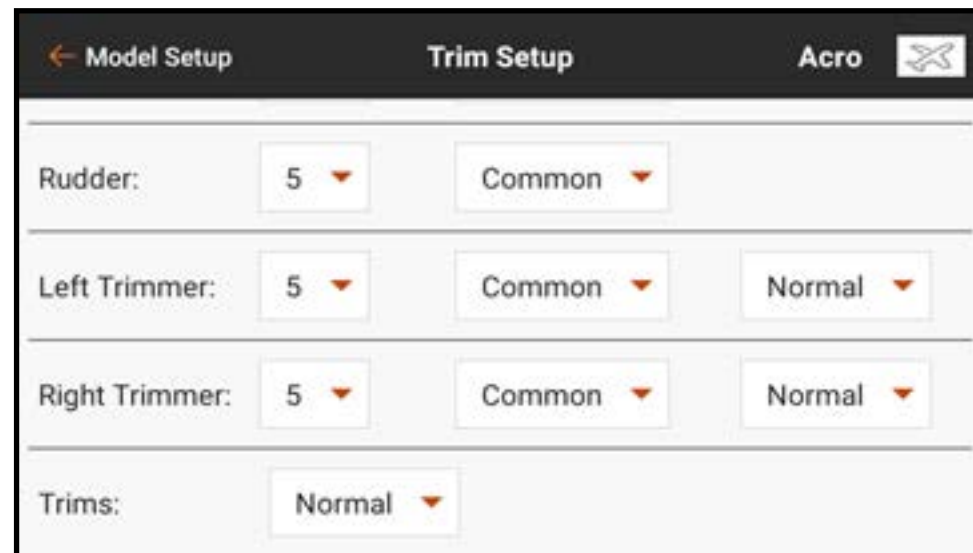 ← Model Setup Trim Setup Acro
Rudder: 5 Common
Left Trimmer: 5 Common Normal
Right Trimmer: 5 Common Normal
Trims: Normal